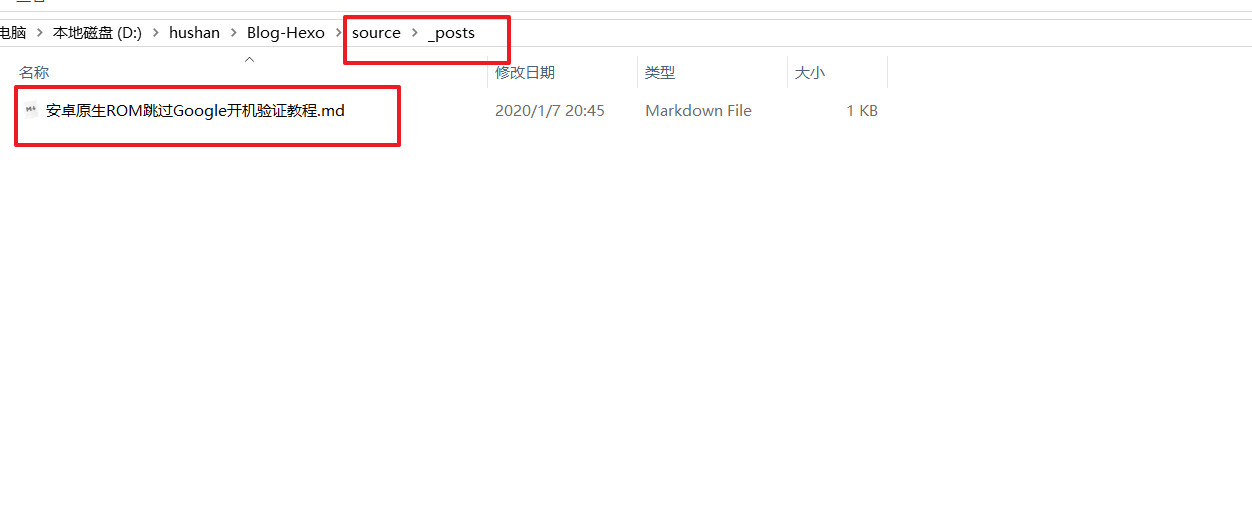 电脑 > 本地磁盘 (D:) > hushan > Blog-Hexo > source > _posts
名称 修改日期 类型 大小
安卓原生ROM跳过Google开机验证教程.md 2020/1/7 20:45 Markdown File 1 KB